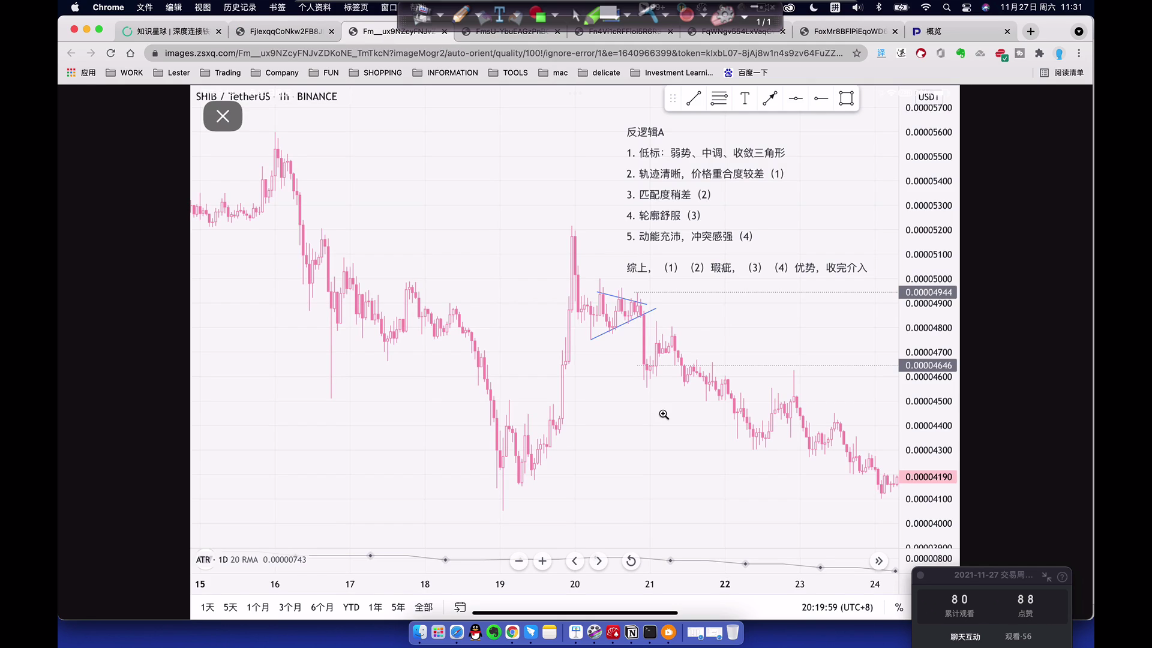 Chrome 文件 编辑 视图 历史记录 书签 个人资料 标签页 窗口
11月27日 周六 上午 11:31
1/1
知识星球 | 深度连接铁
FjIexqqCoNkw2FB8.
Fm__ux9NZcyFNJvZ
FoxMrBBFIPiEqoWDE
概览
images.zsxq.com/Fm__ux9NZcyFNJvZDKoNE_TmTkcN?imageMogr2/auto-orient/quality/100!/ignore-error/1&e=1640966399&token=kIxbL07-8jAj8w1n4s9zv64FuZZ...
应用 WORK Lester Trading Company FUN SHOPPING INFORMATION TOOLS mac delicate Investment Learni... 百度一下
阅读清单
SHIB / TetherUS · 1h · BINANCE
USDT
反逻辑A
1. 低标：弱势、中调、收敛三角形
2. 轨迹清晰，价格重合度较差（1）
3. 匹配度稍差（2）
4. 轮廓舒服（3）
5. 动能充沛，冲突感强（4）
综上，（1）（2）瑕疵，（3）（4）优势，收完介入
0.00005700
0.00005600
0.00005500
0.00005400
0.00005300
0.00005200
0.00005100
0.00005000
0.00004944
0.00004900
0.00004800
0.00004700
0.00004646
0.00004600
0.00004500
0.00004400
0.00004300
0.00004190
0.00004100
0.00004000
0.00000800
ATR · 1D 20 RMA 0.00000743
15 16 17 18 19 20 21 22 23 24
1天 5天 1个月 3个月 6个月 YTD 1年 5年 全部
20:19:59 (UTC+8) %
2021-11-27 交易周...
80 88
累计观看 点赞
聊天互动 观看·56